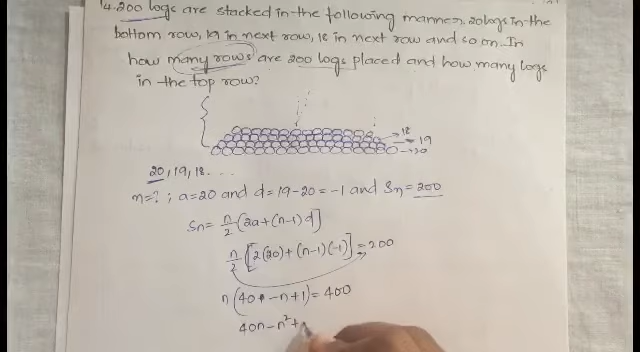 4. 200 logs are stacked in the following manner. 20 logs in the
bottom row, 19 in next row, 18 in next row and so on. In
how many rows are 200 logs placed and how many logs
in the top row?
18
= 19
→ 20
20, 19, 18. . . .
n=? ; a=20 and d=19-20=-1 and Sn=200
Sn= n/2 [2a+(n-1)d]
n/2 [2(20)+(n-1)(-1)]=200
n(40-n+1)=400
40n-n²+